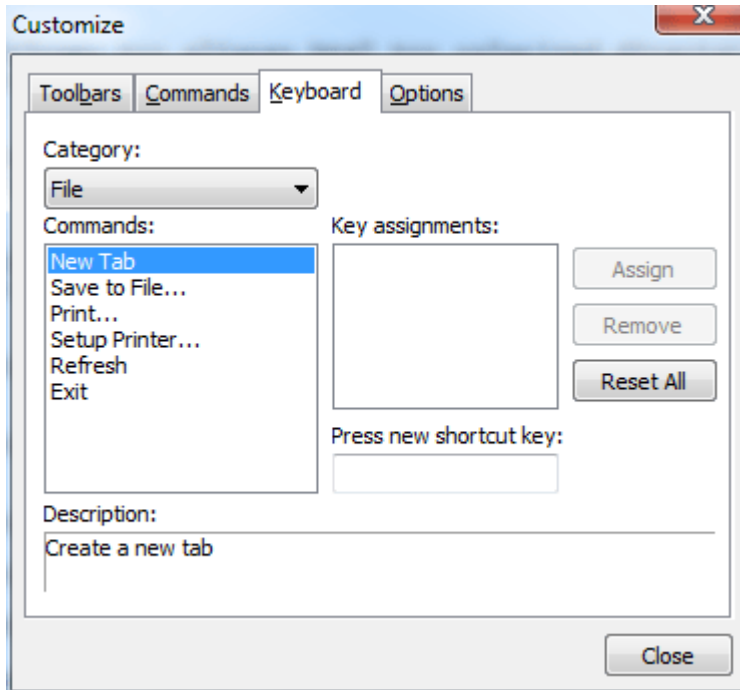 Customize
Toolbars Commands Keyboard Options
Category:
File
Commands: Key assignments:
New Tab
Save to File...
Print...
Setup Printer...
Refresh
Exit
Assign
Remove
Reset All
Press new shortcut key:
Description:
Create a new tab
Close